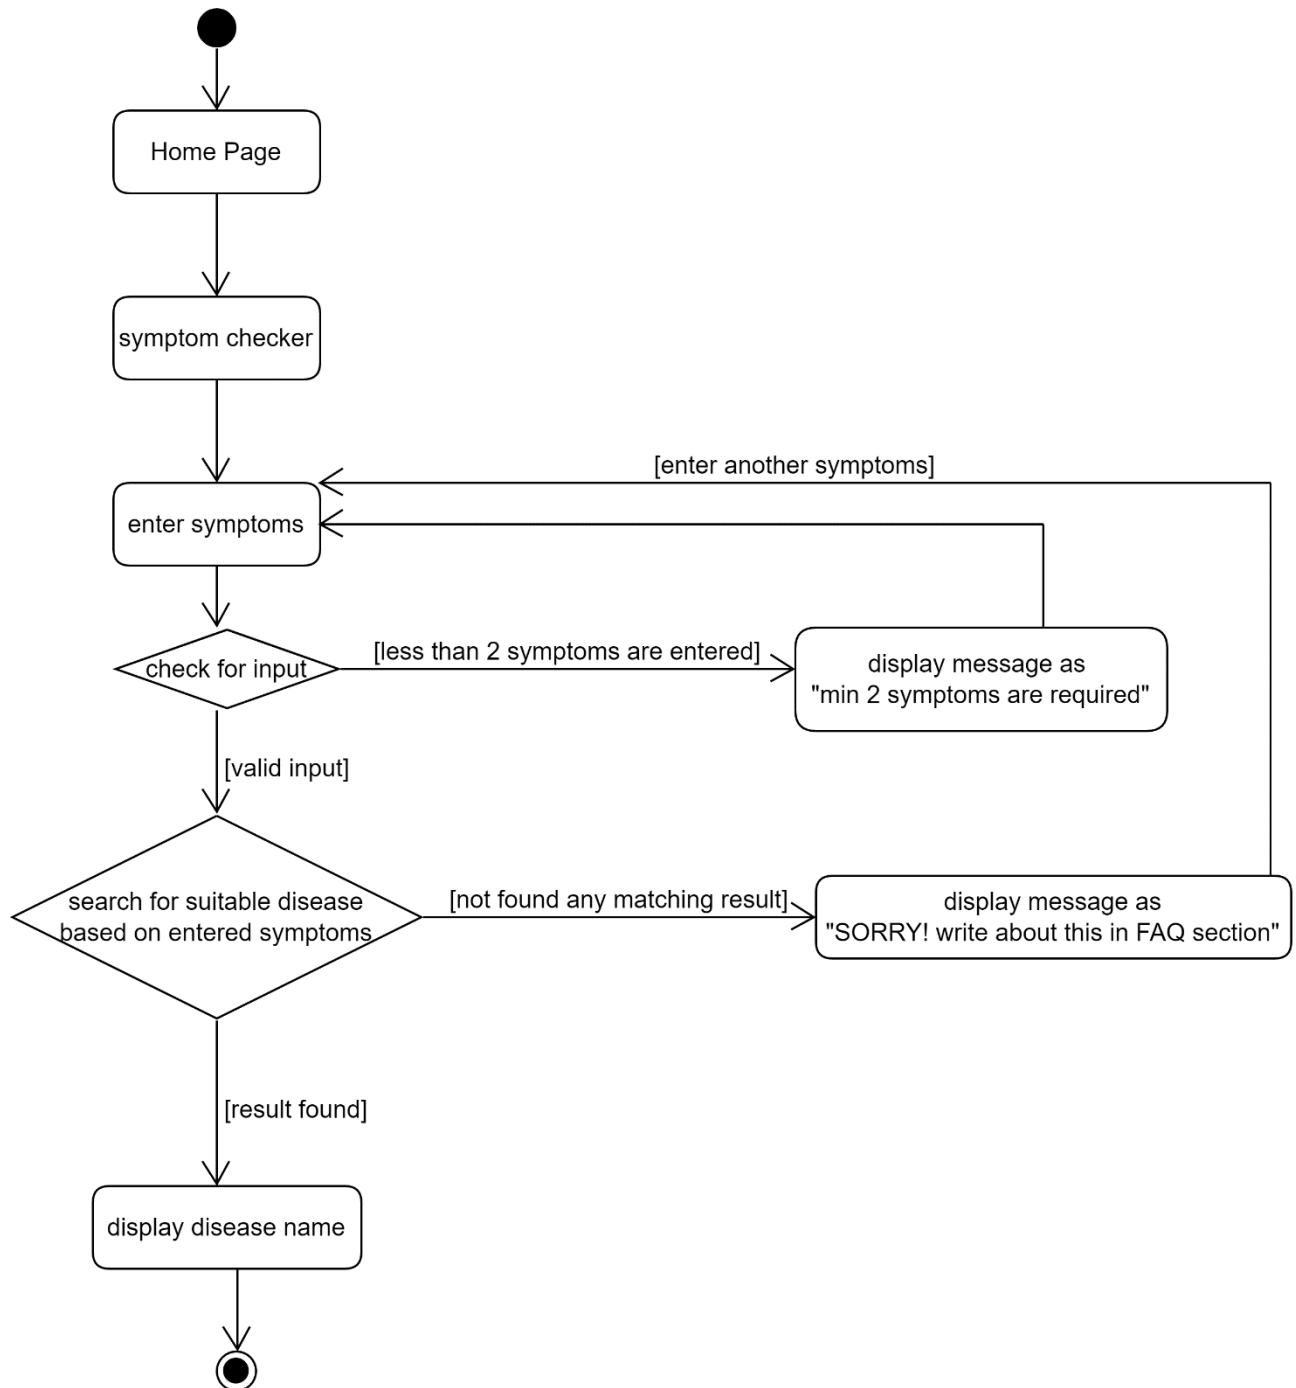 Home Page
symptom checker
[enter another symptoms]
enter symptoms
[less than 2 symptoms are entered]
check for input
display message as
"min 2 symptoms are required"
[valid input]
search for suitable disease
based on entered symptoms
[not found any matching result]
display message as
"SORRY! write about this in FAQ section"
[result found]
display disease name